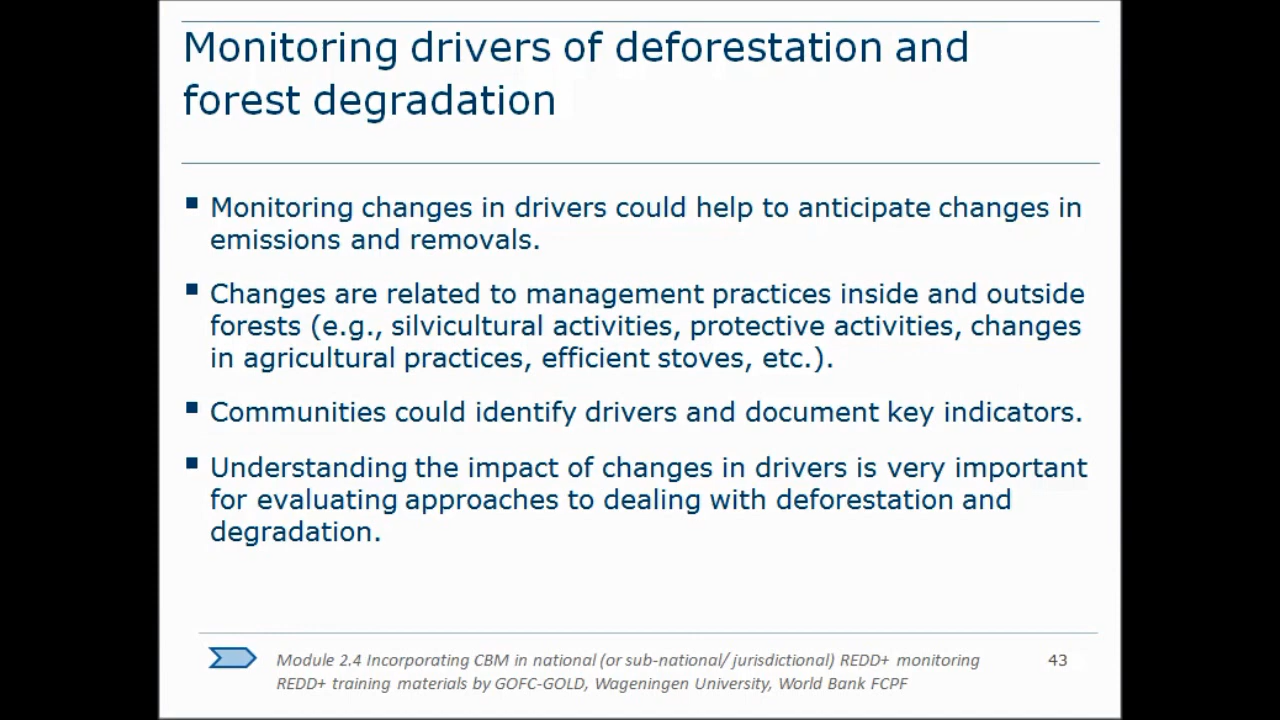 Monitoring drivers of deforestation and
forest degradation
Monitoring changes in drivers could help to anticipate changes in
emissions and removals.
Changes are related to management practices inside and outside
forests (e.g., silvicultural activities, protective activities, changes
in agricultural practices, efficient stoves, etc.).
Communities could identify drivers and document key indicators.
Understanding the impact of changes in drivers is very important
for evaluating approaches to dealing with deforestation and
degradation.
Module 2.4 Incorporating CBM in national (or sub-national/ jurisdictional) REDD+ monitoring
REDD+ training materials by GOFC-GOLD, Wageningen University, World Bank FCPF
43